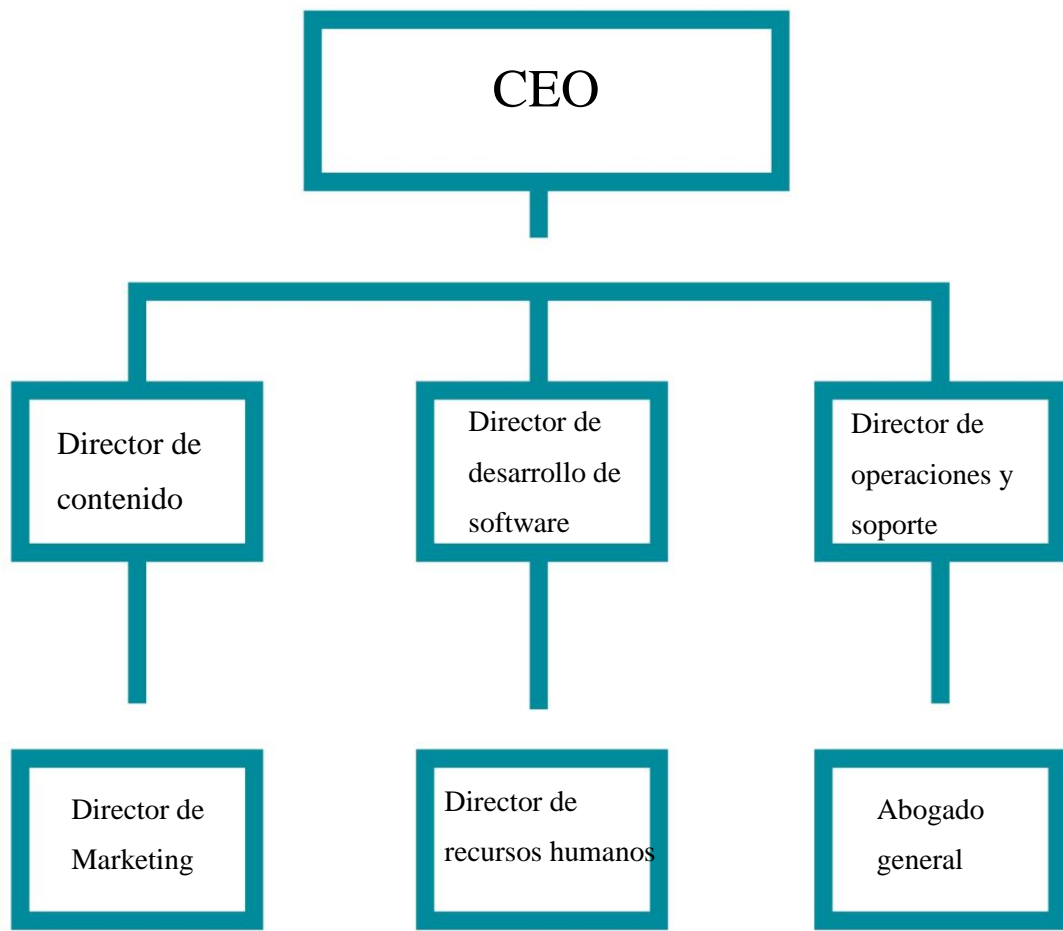 CEO
Director de
contenido
Director de
desarrollo de
software
Director de
operaciones y
soporte
Director de
Marketing
Director de
recursos humanos
Abogado
general